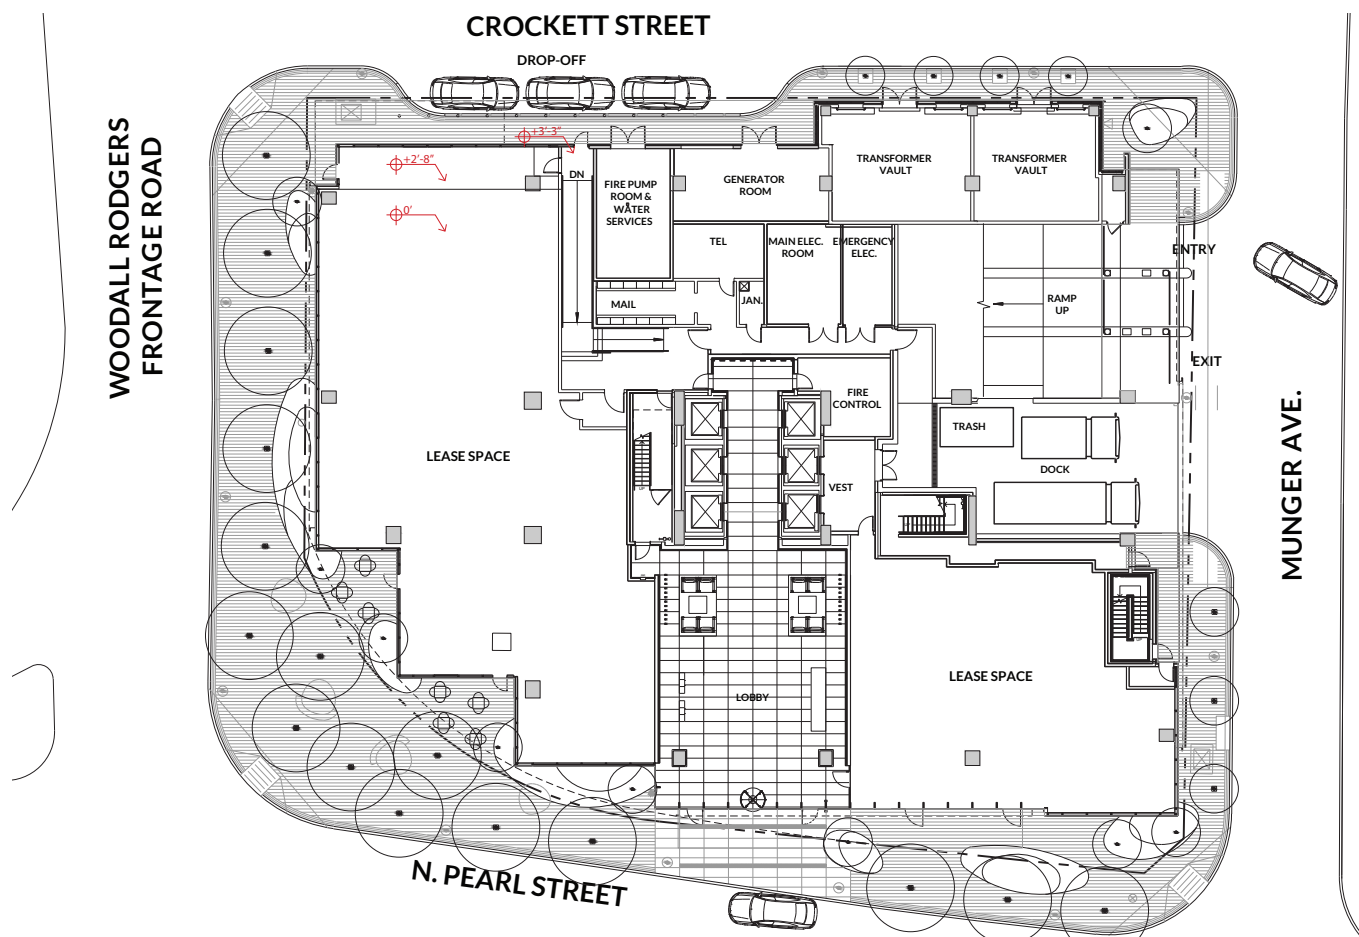 CROCKETT STREET
DROP-OFF
WOODALL RODGERS
FRONTAGE ROAD
+3'-3"
+2'-8"
0'
DN
FIRE PUMP
ROOM &
WATER
SERVICES
GENERATOR
ROOM
TRANSFORMER
VAULT
TRANSFORMER
VAULT
TEL
MAIN ELEC.
ROOM
EMERGENCY
ELEC.
ENTRY
MAIL
JAN.
RAMP
UP
EXIT
FIRE
CONTROL
TRASH
LEASE SPACE
VEST
DOCK
MUNGER AVE.
LOBBY
LEASE SPACE
N. PEARL STREET